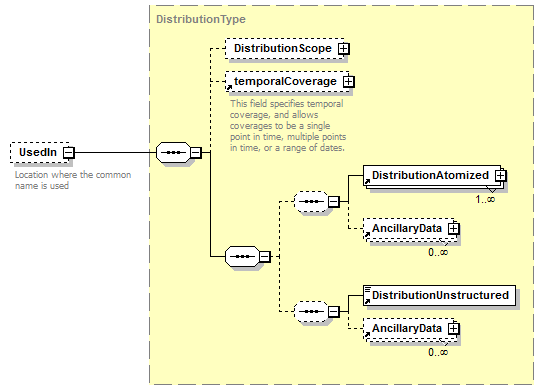 DistributionType
DistributionScope
temporalCoverage
This field specifies temporal
coverage, and allows
coverages to be a single
point in time, multiple points
in time, or a range of dates.
UsedIn
Location where the common
name is used
DistributionAtomized
1..∞
AncillaryData
0..∞
DistributionUnstructured
AncillaryData
0..∞